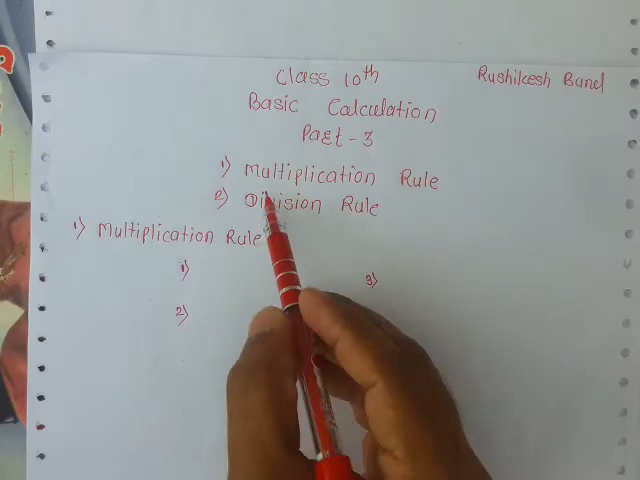 Class 10th
Rushikesh Band
Basic Calculation
Part - 3
1) Multiplication Rule
2) Division Rule
1) Multiplication Rule
1)
3)
2)